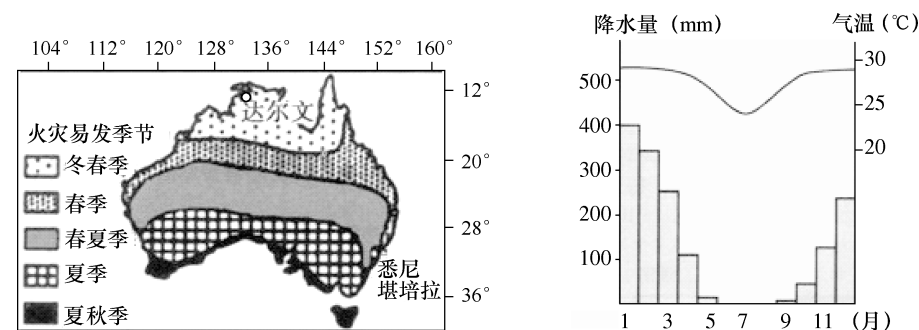 104° 112° 120° 128° 136° 144° 152° 160°
12°
20°
28°
36°
达尔文
火灾易发季节
冬春季
春季
春夏季
夏季
夏秋季
悉尼
堪培拉
降水量 (mm) 气温 (℃)
500
400
300
200
100
30
25
20
1 3 5 7 9 11 (月)